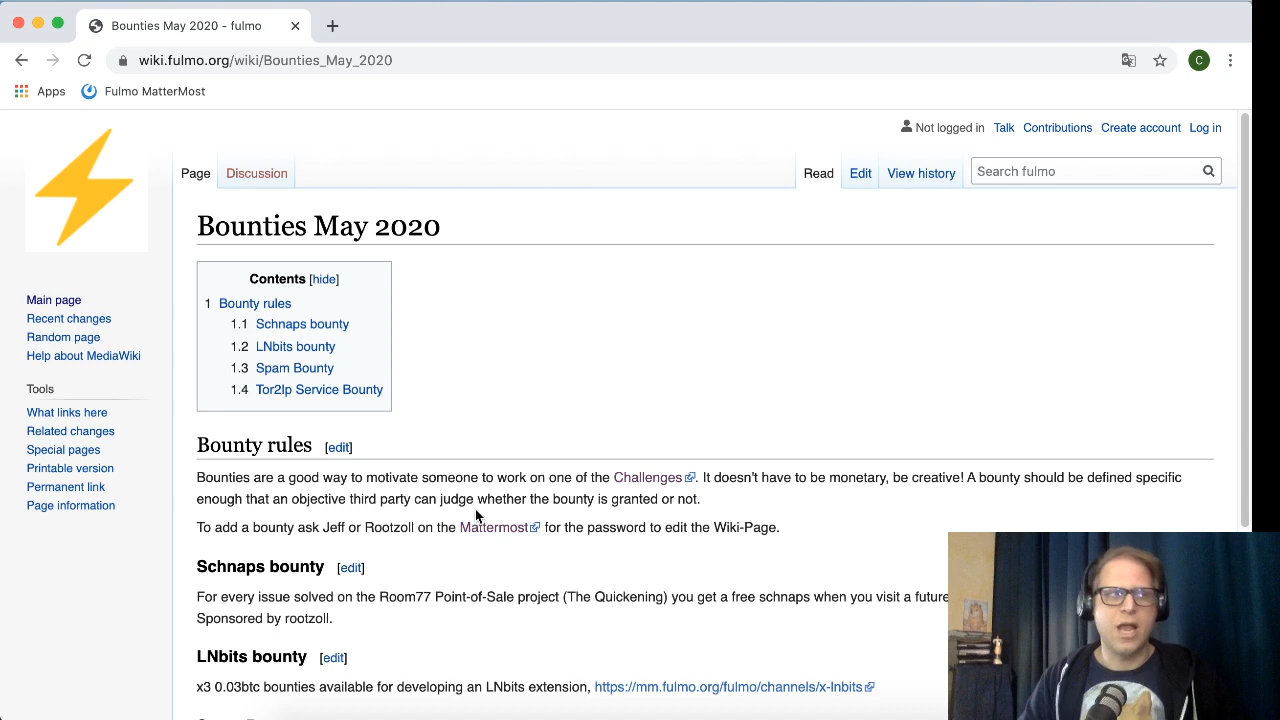 Bounties May 2020 - fulmo
wiki.fulmo.org/wiki/Bounties_May_2020
C
Apps
Fulmo MatterMost
Not logged in Talk Contributions Create account Log in
Page Discussion Read Edit View history Search fulmo
Bounties May 2020
Contents [hide]
1 Bounty rules
1.1 Schnaps bounty
1.2 LNbits bounty
1.3 Spam Bounty
1.4 Tor2Ip Service Bounty
Main page
Recent changes
Random page
Help about MediaWiki
Tools
What links here
Related changes
Special pages
Printable version
Permanent link
Page information
Bounty rules [edit]
Bounties are a good way to motivate someone to work on one of the Challenges. It doesn't have to be monetary, be creative! A bounty should be defined specific
enough that an objective third party can judge whether the bounty is granted or not.
To add a bounty ask Jeff or Rootzoll on the Mattermost for the password to edit the Wiki-Page.
Schnaps bounty [edit]
For every issue solved on the Room77 Point-of-Sale project (The Quickening) you get a free schnaps when you visit a future
Sponsored by rootzoll.
LNbits bounty [edit]
x3 0.03btc bounties available for developing an LNbits extension, https://mm.fulmo.org/fulmo/channels/x-lnbits